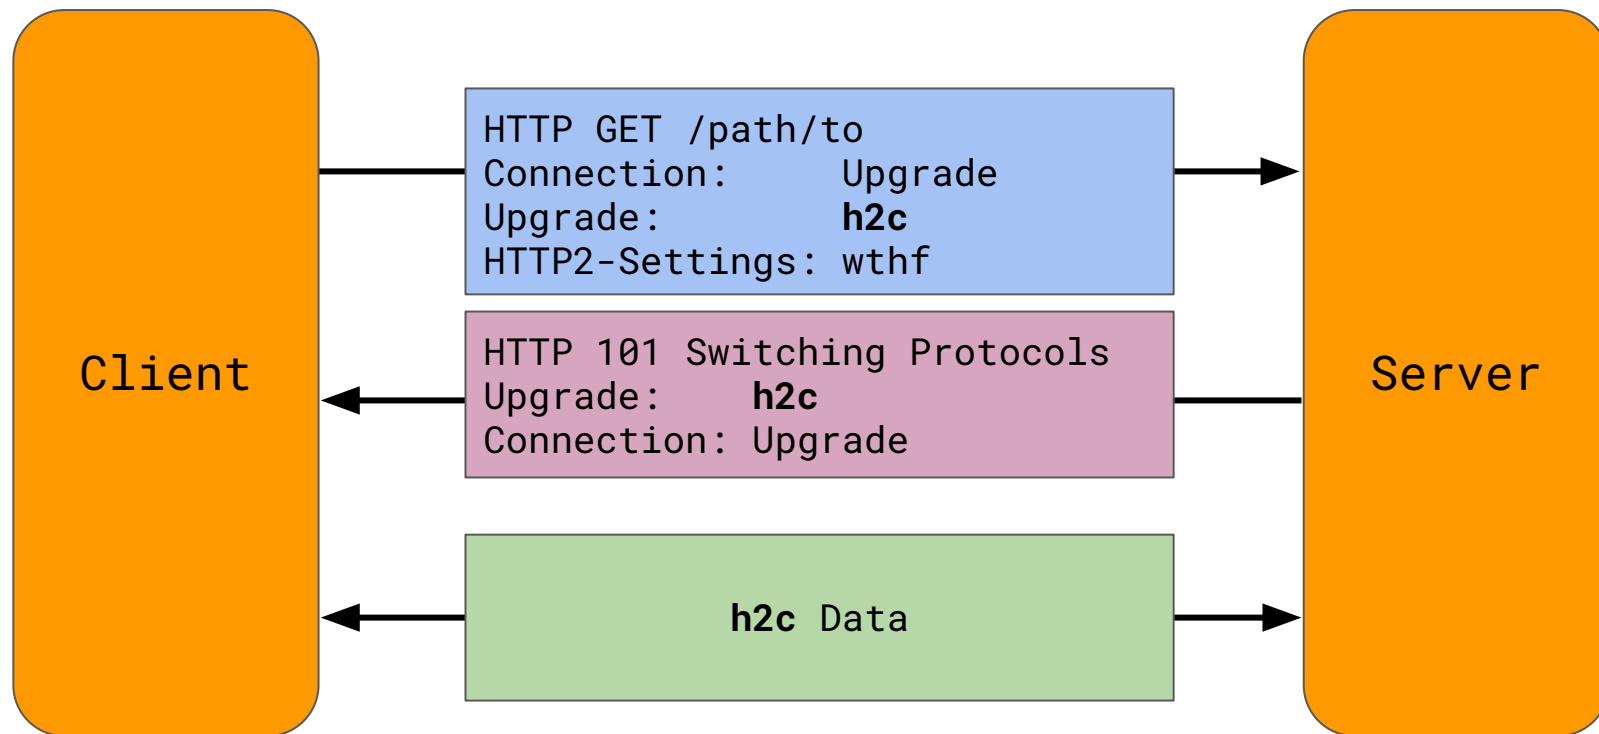 Client
HTTP GET /path/to
Connection: Upgrade
Upgrade: h2c
HTTP2-Settings: wthf
HTTP 101 Switching Protocols
Upgrade: h2c
Connection: Upgrade
h2c Data
Server